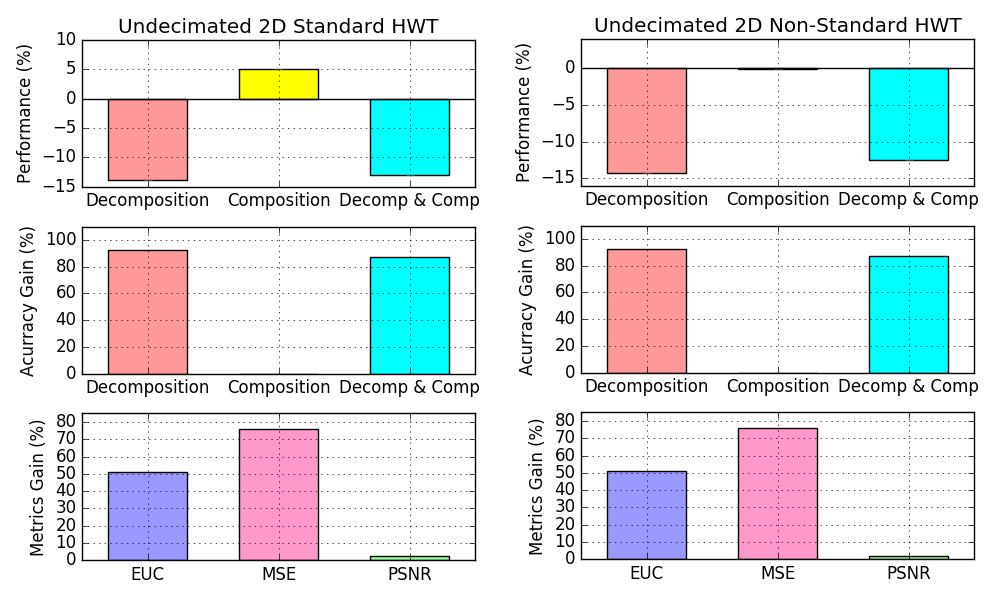 Undecimated 2D Standard HWT
Performance (%)
10
5
0
−5
−10
−15
Decomposition
Composition
Decomp & Comp
Acurracy Gain (%)
100
80
60
40
20
0
Decomposition
Composition
Decomp & Comp
Metrics Gain (%)
80
70
60
50
40
30
20
10
0
EUC
MSE
PSNR
Undecimated 2D Non-Standard HWT
Performance (%)
0
−5
−10
−15
Decomposition
Composition
Decomp & Comp
Acurracy Gain (%)
100
80
60
40
20
0
Decomposition
Composition
Decomp & Comp
Metrics Gain (%)
80
70
60
50
40
30
20
10
0
EUC
MSE
PSNR